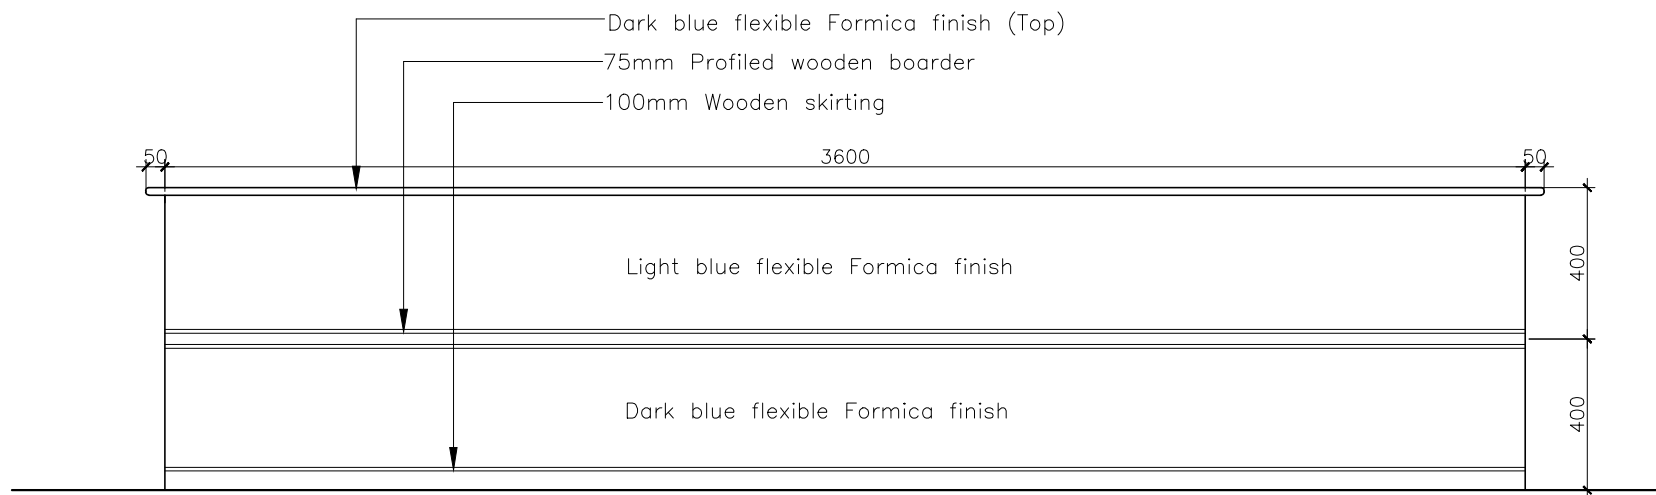 Dark blue flexible Formica finish (Top)
75mm Profiled wooden boarder
100mm Wooden skirting
50
3600
50
Light blue flexible Formica finish
400
Dark blue flexible Formica finish
400